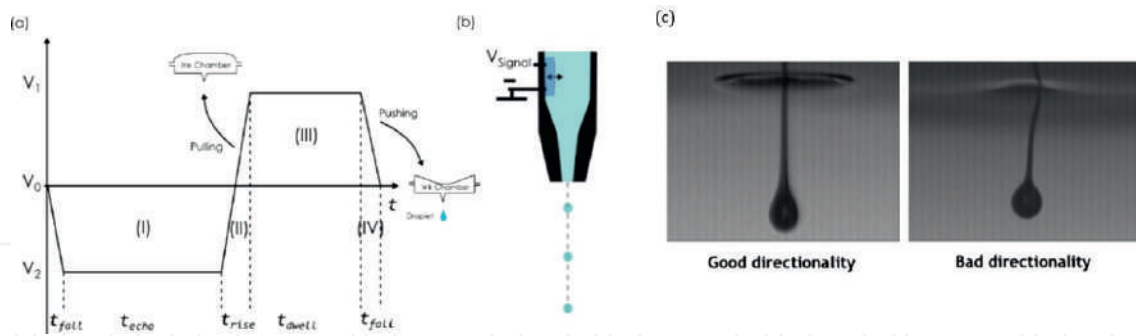 (a)
V₁
V₀
V₂
Ink Chamber
Pulling
Pushing
Ink Chamber
Droplet
t
(I)
(II)
(III)
(IV)
t_fall
t_echo
t_rise
t_dwell
t_fall
(b)
V_Signal
(c)
Good directionality
Bad directionality